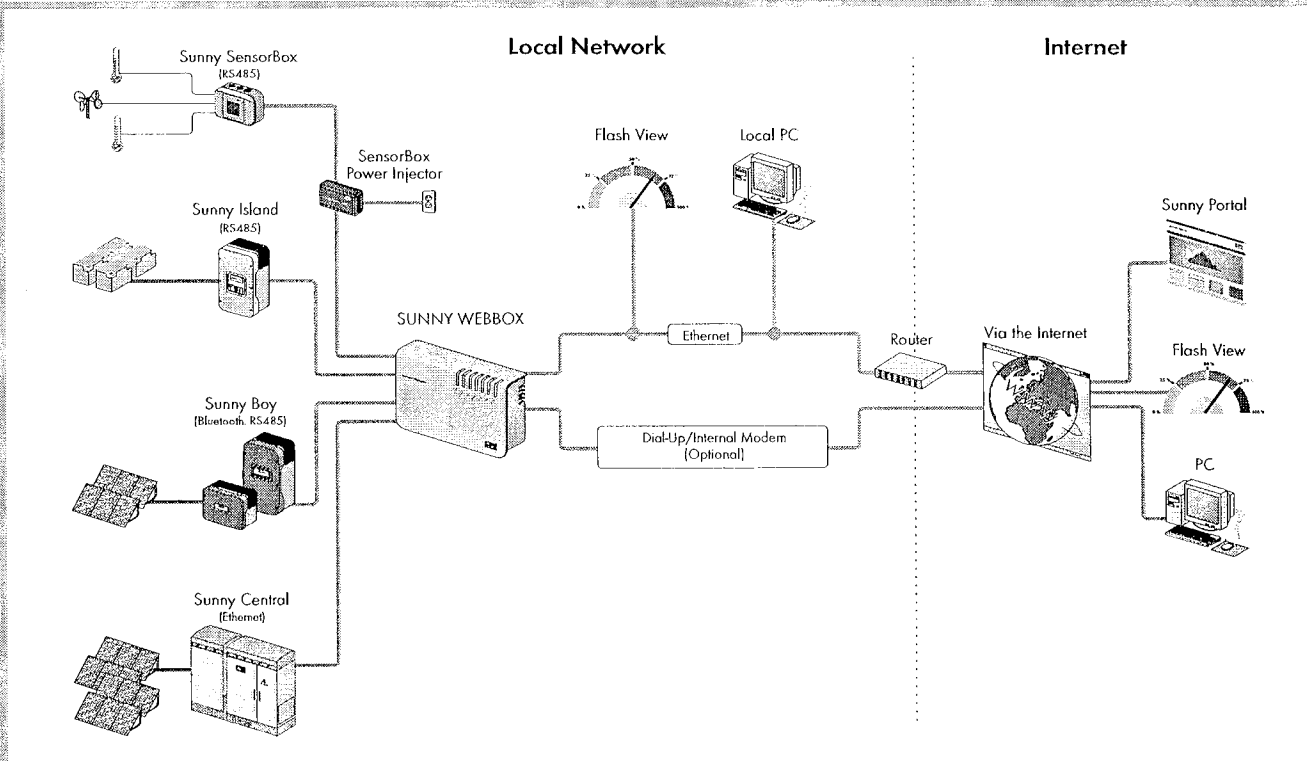 Local Network
Internet
Sunny SensorBox
(RS485)
SensorBox
Power Injector
Flash View
Local PC
Sunny Island
(RS485)
Sunny Portal
SUNNY WEBBOX
Ethernet
Router
Via the Internet
Flash View
Sunny Boy
(Bluetooth. RS485)
Dial-Up/Internal Modem
(Optional)
PC
Sunny Central
(Ethernet)